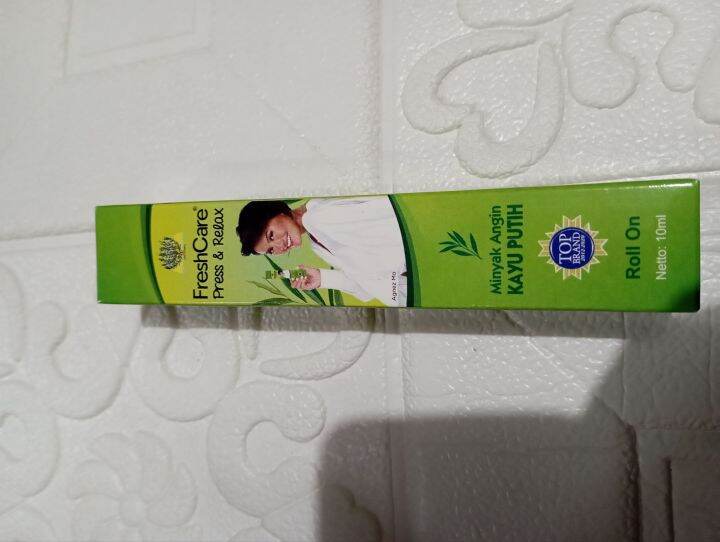 FreshCare®
Press & Relax
Agnez Mo
Minyak Angin
KAYU PUTIH
TOP
BRAND
Roll On
Netto: 10ml